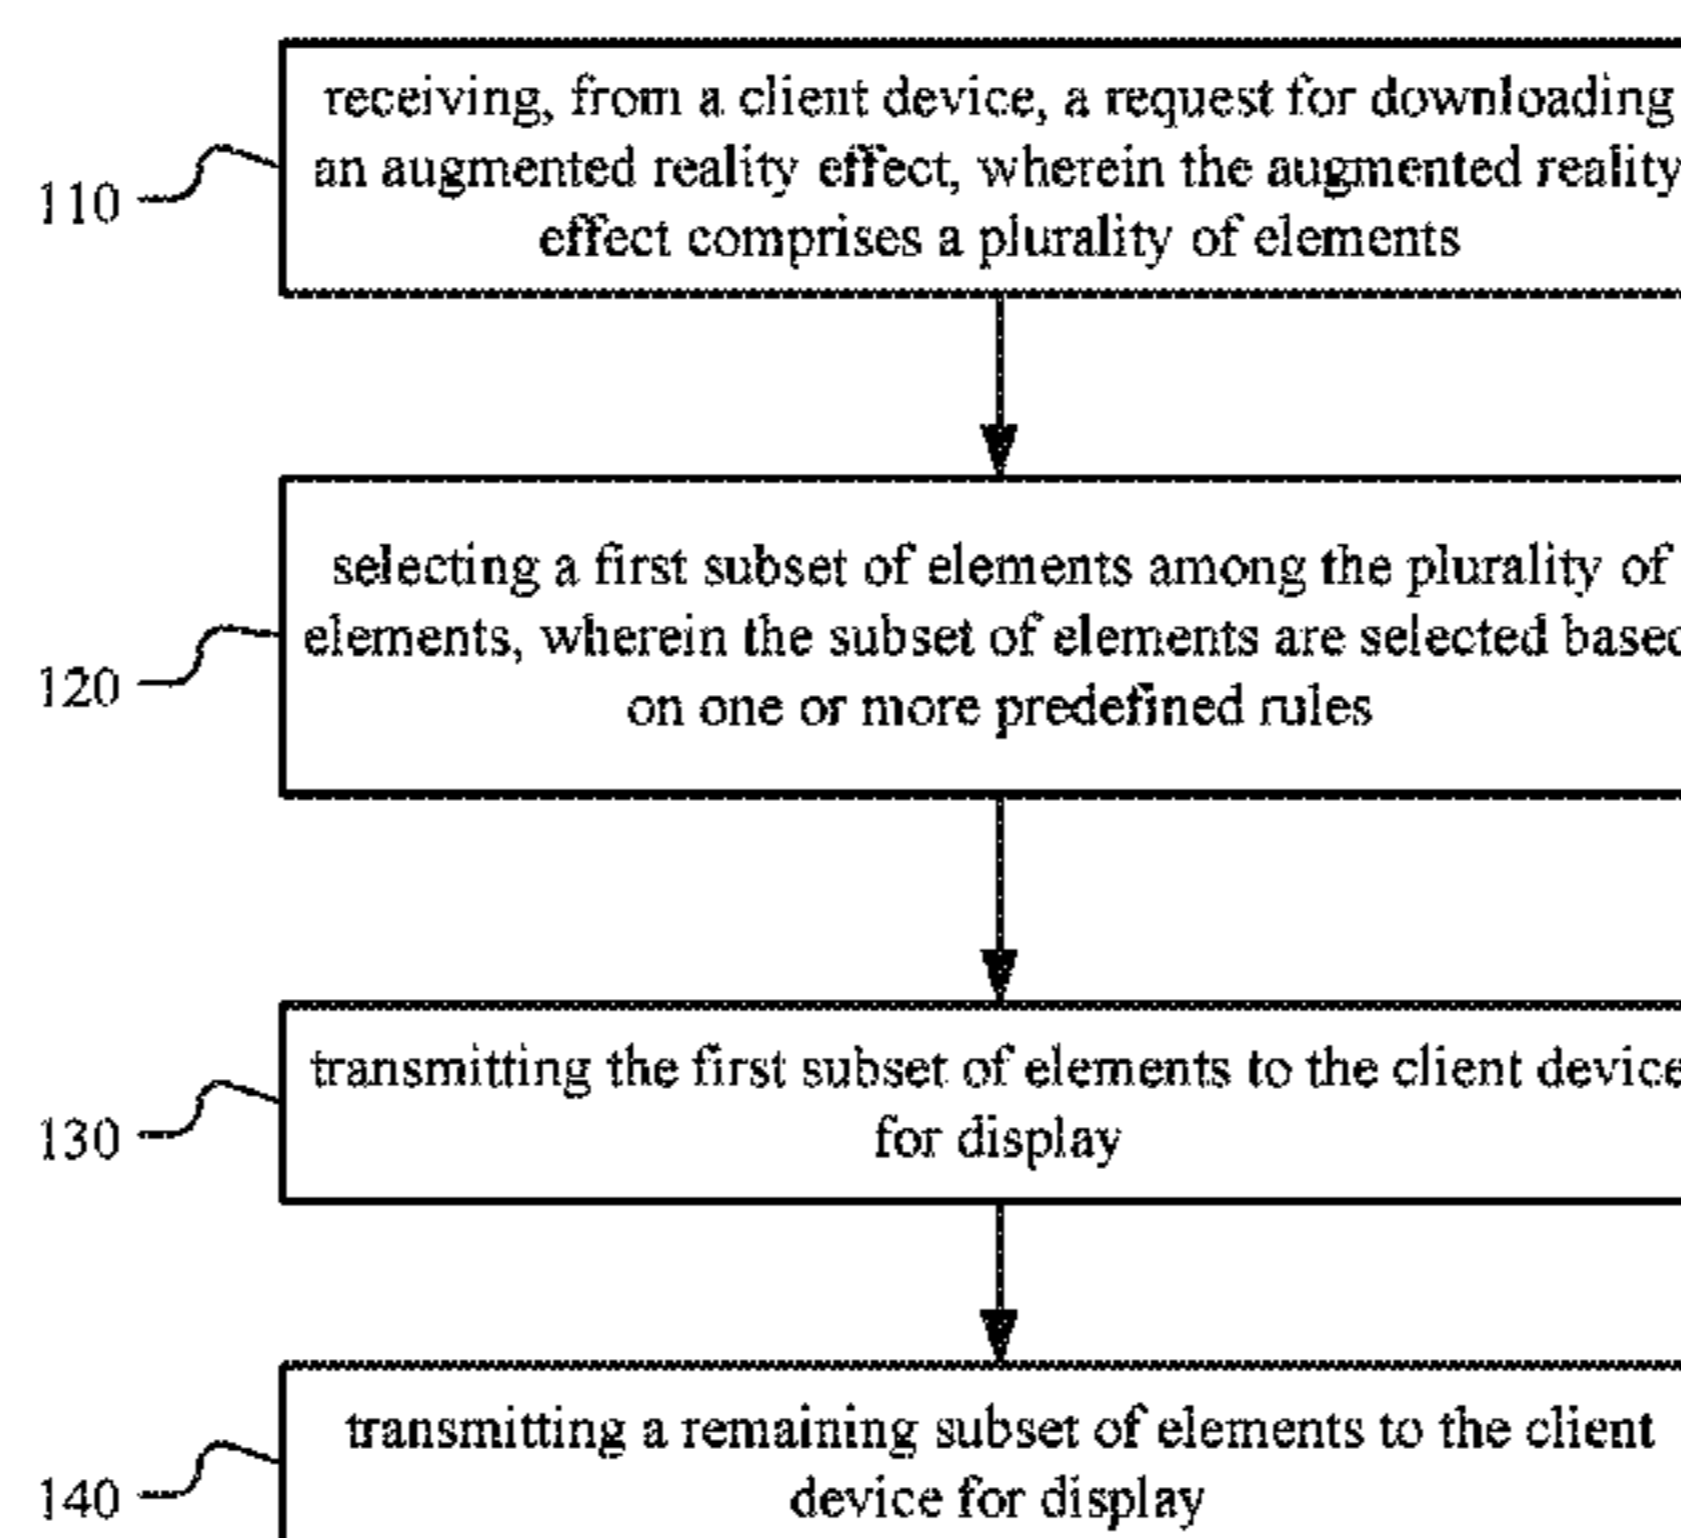 receiving, from a client device, a request for downloading
an augmented reality effect, wherein the augmented reality
effect comprises a plurality of elements
110
selecting a first subset of elements among the plurality of
elements, wherein the subset of elements are selected based
on one or more predefined rules
120
transmitting the first subset of elements to the client device
for display
130
transmitting a remaining subset of elements to the client
device for display
140